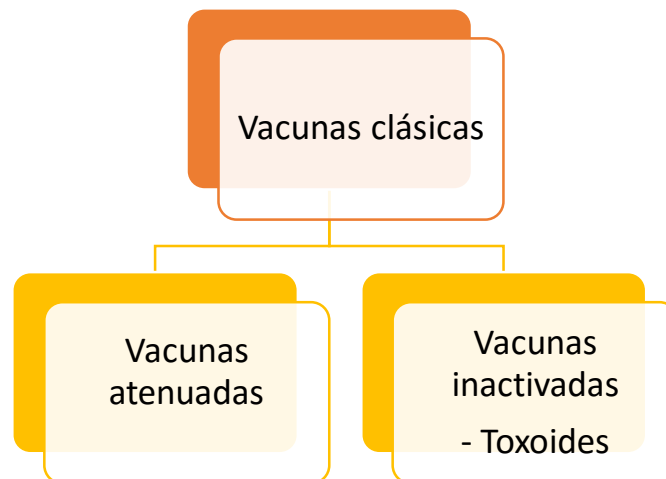 Vacunas clásicas
Vacunas
atenuadas
Vacunas
inactivadas
- Toxoides